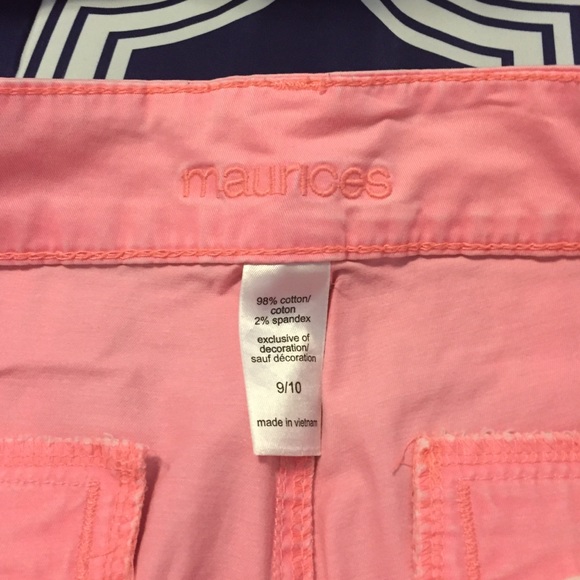 maurices
98% cotton/
coton
2% spandex
exclusive of
decoration/
sauf décoration
9/10
made in vietnam